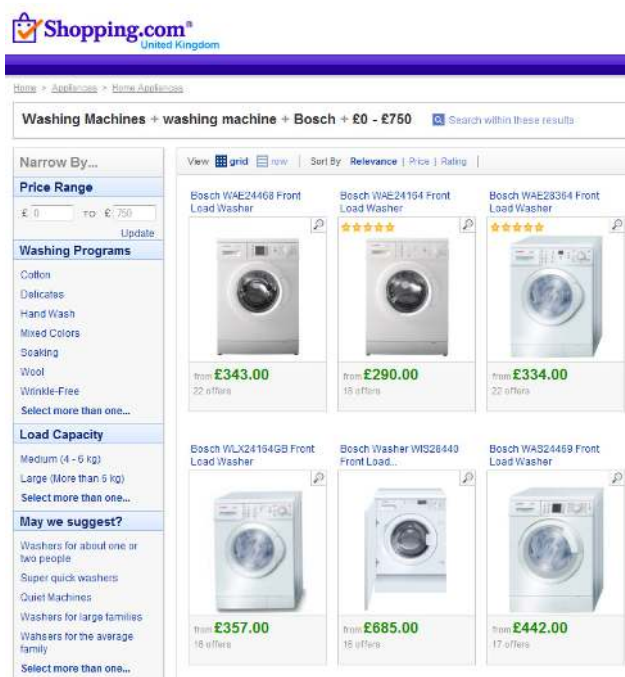 Shopping.com®
United Kingdom
Home > Appliances > Home Appliances
Washing Machines + washing machine + Bosch + £0 - £750 Search within these results
Narrow By...
Price Range
£ 0 TO £ 750
Update
Washing Programs
Cotton
Delicates
Hand Wash
Mixed Colors
Soaking
Wool
Wrinkle-Free
Select more than one...
Load Capacity
Medium (4 - 6 kg)
Large (More than 6 kg)
Select more than one...
May we suggest?
Washers for about one or
two people
Super quick washers
Quiet Machines
Washers for large families
Wahsers for the average
family
Select more than one...
View grid row | Sort By Relevance | Price | Rating |
Bosch WAE24468 Front
Load Washer
from £343.00
22 offers
Bosch WAE24164 Front
Load Washer
from £290.00
18 offers
Bosch WAE28364 Front
Load Washer
from £334.00
22 offers
Bosch WLX24164GB Front
Load Washer
from £357.00
16 offers
Bosch Washer WIS28440
Front Load...
from £685.00
16 offers
Bosch WAS24469 Front
Load Washer
from £442.00
17 offers